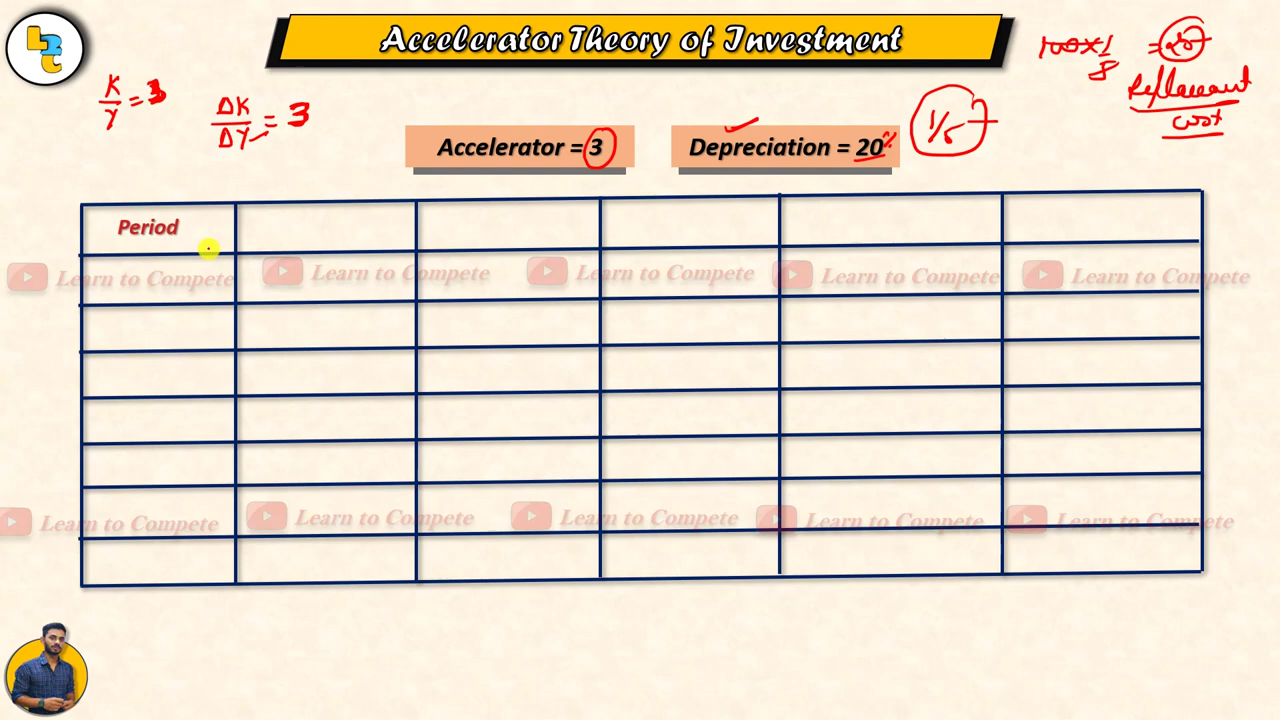 LTC
Accelerator Theory of Investment
K/Y = 3
ΔK/ΔY = 3
Accelerator = 3
Depreciation = 20%
1/5
Replacement
cost
Period
Learn to Compete Learn to Compete Learn to Compete Learn to Compete Learn to Compete
Learn to Compete Learn to Compete Learn to Compete Learn to Compete Learn to Compete